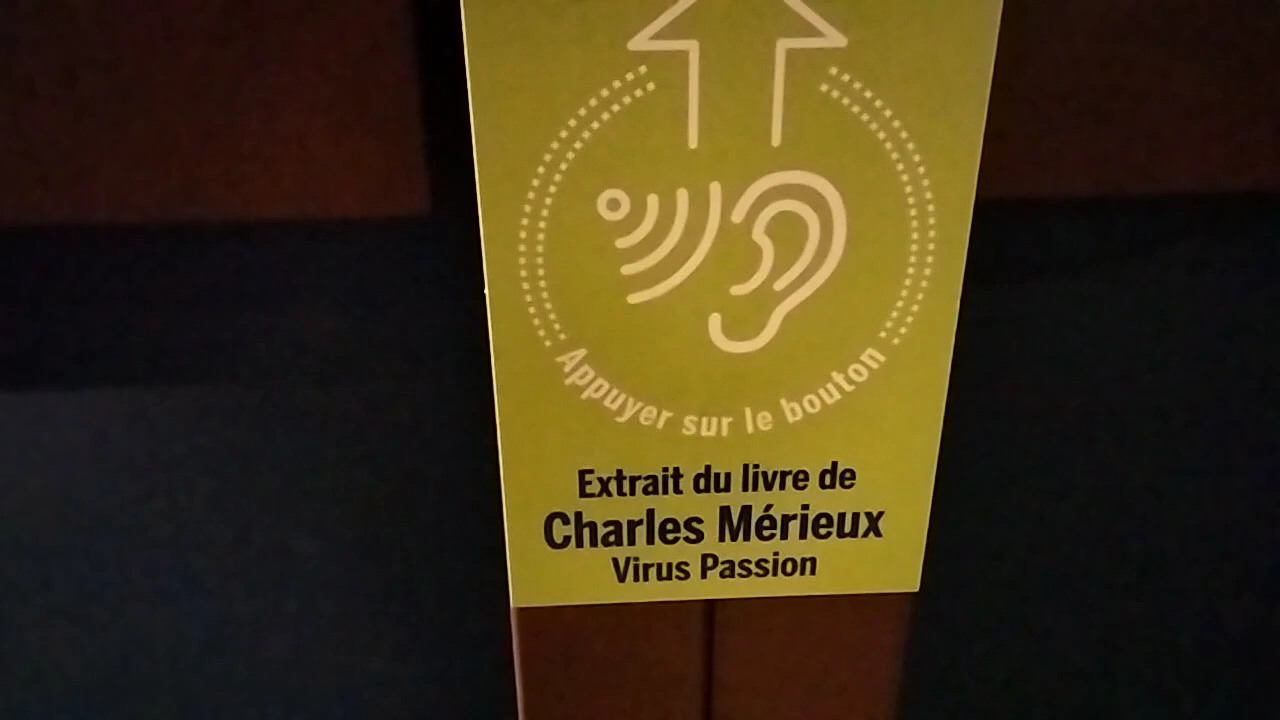 Appuyer sur le bouton
Extrait du livre de
Charles Mérieux
Virus Passion